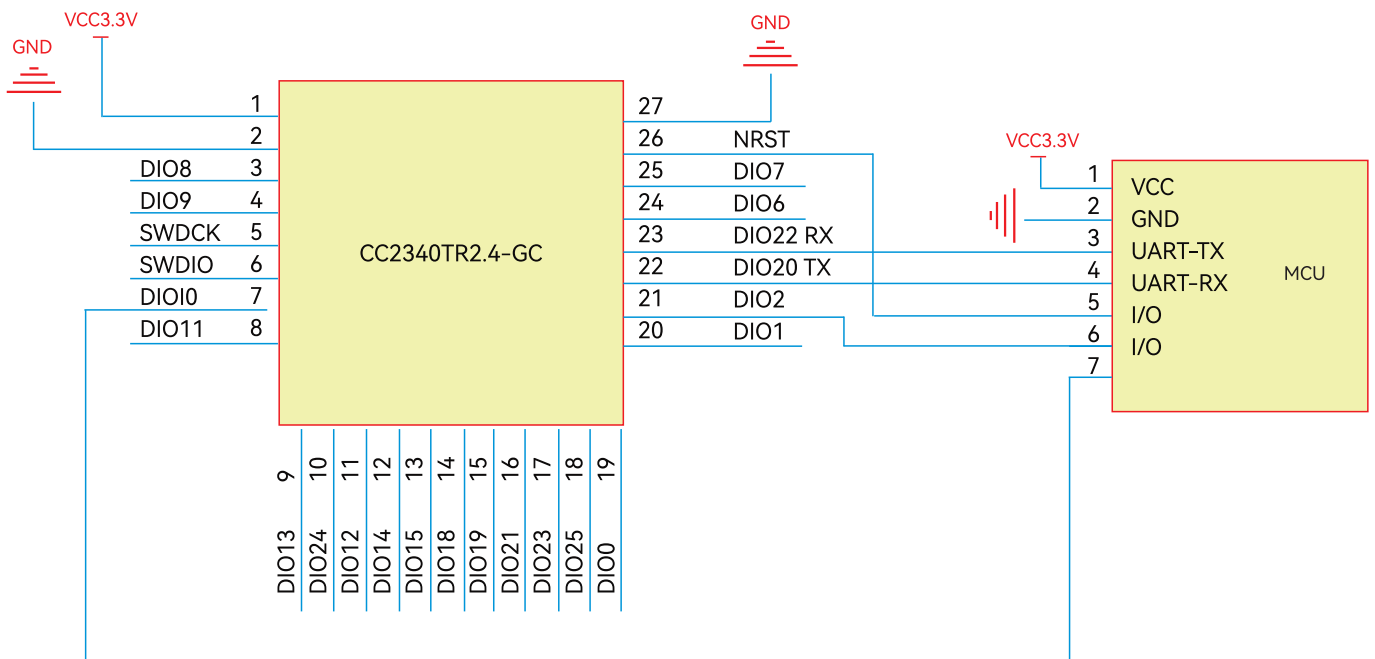 VCC3.3V
GND
GND
1
2
DIO8 3
DIO9 4
SWDCK 5
SWDIO 6
DIOI0 7
DIO11 8
CC2340TR2.4-GC
27
26 NRST
25 DIO7
24 DIO6
23 DIO22 RX
22 DIO20 TX
21 DIO2
20 DIO1
VCC3.3V
1 VCC
2 GND
3 UART-TX
4 UART-RX
5 I/O
6 I/O
7
MCU
9 DIO13
10 DIO24
11 DIO12
12 DIO14
13 DIO15
14 DIO18
15 DIO19
16 DIO21
17 DIO23
18 DIO25
19 DIO0